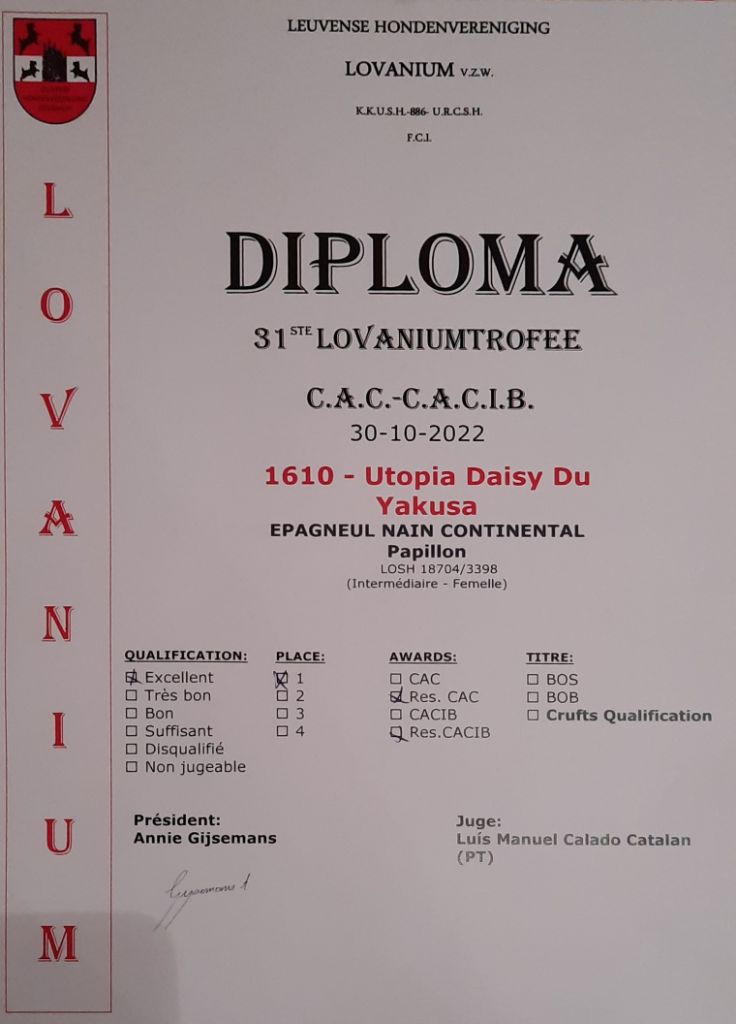 LEUVENSE HONDENVERENIGING
LOVANIUM V.Z.W.
K.K.U.S.H.-886- U.R.C.S.H.
F.C.I.
LOVANIUM
DIPLOMA
31STE LOVANIUMTROFEE
C.A.C.-C.A.C.I.B.
30-10-2022
1610 - Utopia Daisy Du
Yakusa
EPAGNEUL NAIN CONTINENTAL
Papillon
LOSH 18704/3398
(Intermédiaire - Femelle)
QUALIFICATION:
Excellent
Très bon
Bon
Suffisant
Disqualifié
Non jugeable
PLACE:
1
2
3
4
AWARDS:
CAC
Res. CAC
CACIB
Res.CACIB
TITRE:
BOS
BOB
Crufts Qualification
Président:
Annie Gijsemans
Juge:
Luís Manuel Calado Catalan
(PT)